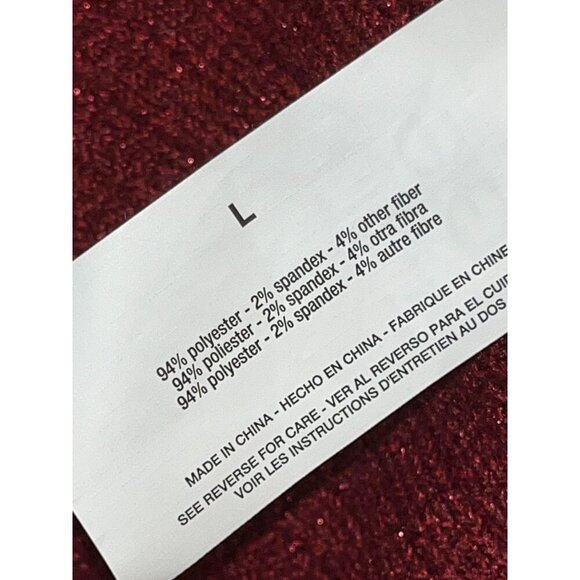 L
94% polyester - 2% spandex - 4% other fiber
94% poliester - 2% spandex - 4% otra fibra
94% polyester - 2% spandex - 4% autre fibre
MADE IN CHINA - HECHO EN CHINA - FABRIQUE EN CHINE
SEE REVERSE FOR CARE - VER AL REVERSO PARA EL CUID
VOIR LES INSTRUCTIONS D'ENTRETIEN AU DOS